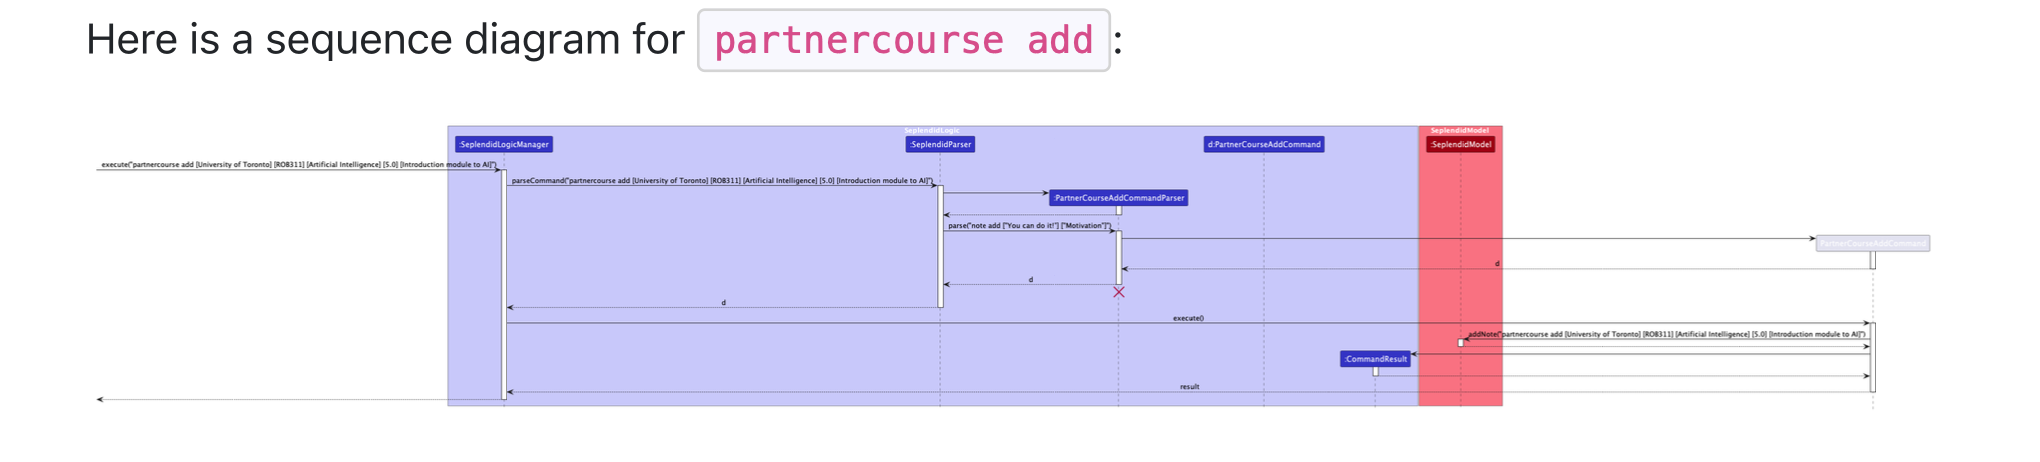 Here is a sequence diagram for partnercourse add :
SeplendidLogic
SeplendidModel
:SeplendidLogicManager
:SeplendidParser
d:PartnerCourseAddCommand
:SeplendidModel
execute("partnercourse add [University of Toronto] [ROB311] [Artificial Intelligence] [5.0] [Introduction module to AI]")
parseCommand("partnercourse add [University of Toronto] [ROB311] [Artificial Intelligence] [5.0] [Introduction module to AI]")
:PartnerCourseAddCommandParser
parse("note add ["You can do it!"] ["Motivation"]")
PartnerCourseAddCommand
d
d
d
execute()
addNote("partnercourse add [University of Toronto] [ROB311] [Artificial Intelligence] [5.0] [Introduction module to AI]")
:CommandResult
result